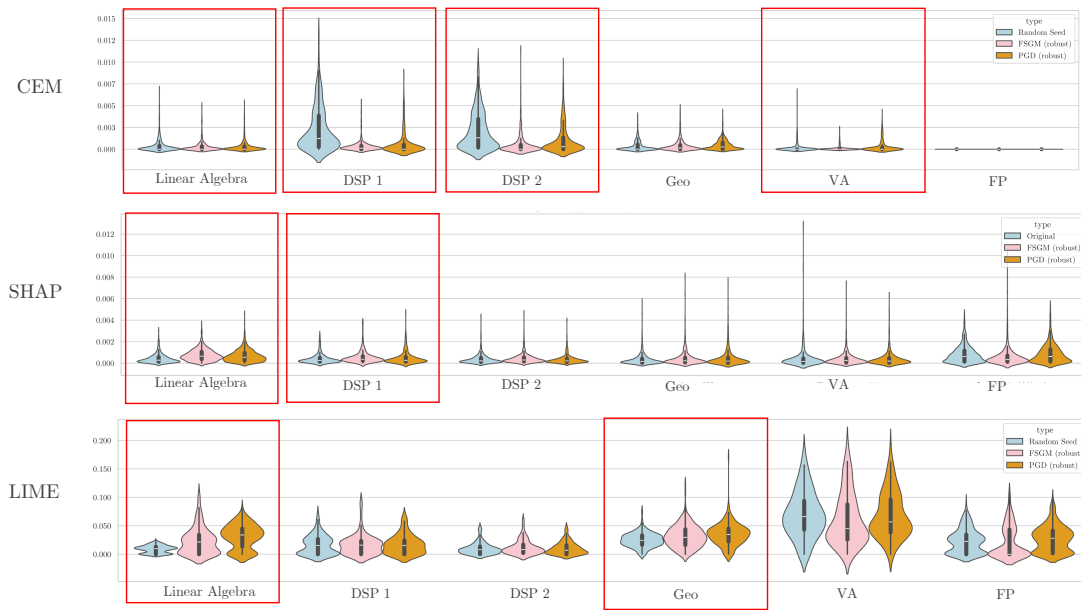 CEM
0.015
0.012
0.010
0.007
0.005
0.003
0.000
type
Random Seed
FSGM (robust)
PGD (robust)
Linear Algebra
DSP 1
DSP 2
Geo
VA
FP
SHAP
0.012
0.010
0.008
0.006
0.004
0.002
0.000
type
Original
FSGM (robust)
PGD (robust)
Linear Algebra
DSP 1
DSP 2
Geo
VA
FP
LIME
0.200
0.150
0.100
0.050
0.000
type
Random Seed
FSGM (robust)
PGD (robust)
Linear Algebra
DSP 1
DSP 2
Geo
VA
FP